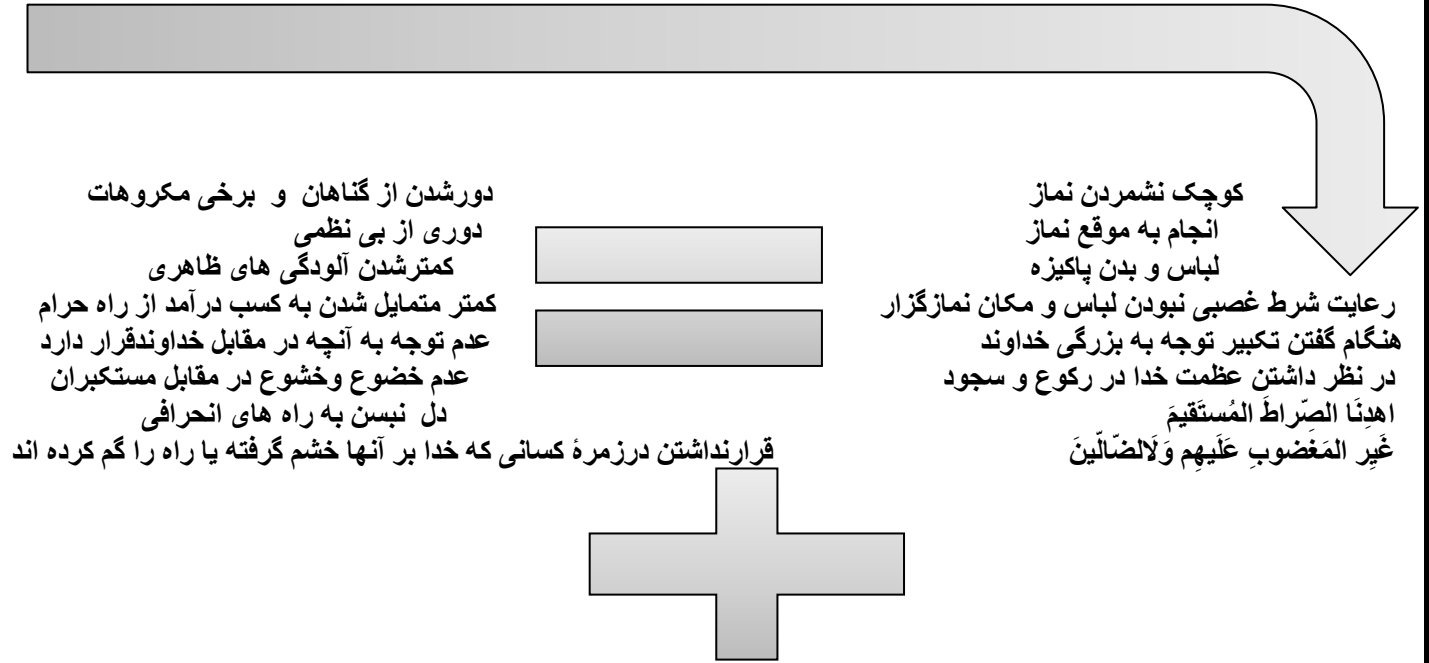 کوچک نشمردن نماز
انجام به موقع نماز
لباس و بدن پاکیزه
رعایت شرط غصبی نبودن لباس و مکان نمازگزار
هنگام گفتن تکبیر توجه به بزرگی خداوند
در نظر داشتن عظمت خدا در رکوع و سجود
اهدِنَا الصِّراطَ المُستَقیمَ
غَیِر المَغضوبِ عَلَیهِم وَلَالضّالّینَ
دورشدن از گناهان و برخی مکروهات
دوری از بی نظمی
کمترشدن آلودگی های ظاهری
کمتر متمایل شدن به کسب درآمد از راه حرام
عدم توجه به آنچه در مقابل خداوندقرار دارد
عدم خضوع وخشوع در مقابل مستکبران
دل نبسن به راه های انحرافی
قرارنداشتن درزمرهٔ کسانی که خدا بر آنها خشم گرفته یا راه را گم کرده اند